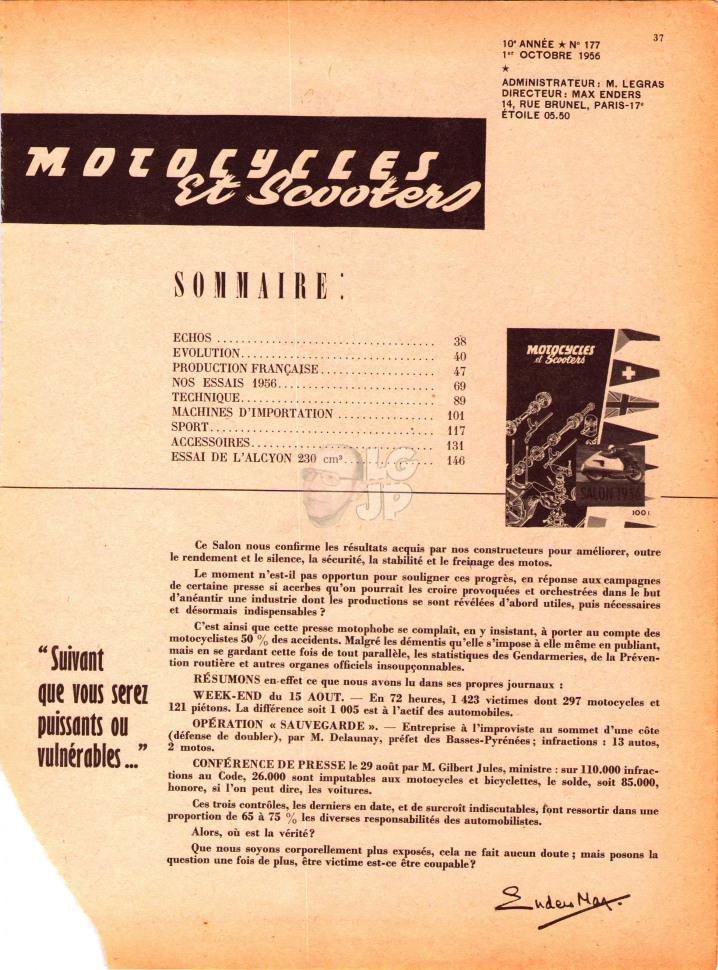 37
10e ANNÉE ★ N° 177
1er OCTOBRE 1956
★
ADMINISTRATEUR : M. LEGRAS
DIRECTEUR : MAX ENDERS
14, RUE BRUNEL, PARIS-17e
ÉTOILE 05.50
MOTOCYCLES
et Scooters
SOMMAIRE :
ECHOS .................................. 38
EVOLUTION.................................. 40
PRODUCTION FRANÇAISE.................... 47
NOS ESSAIS 1956........................... 69
TECHNIQUE.................................. 89
MACHINES D'IMPORTATION ................. 101
SPORT....................................... 117
ACCESSOIRES................................ 131
ESSAI DE L'ALCYON 230 cm³................ 146
MOTOCYCLES
et Scooters
SALON 1956
100 f
LG
JP
Ce Salon nous confirme les résultats acquis par nos constructeurs pour améliorer, outre
le rendement et le silence, la sécurité, la stabilité et le freinage des motos.
Le moment n'est-il pas opportun pour souligner ces progrès, en réponse aux campagnes
de certaine presse si acerbes qu'on pourrait les croire provoquées et orchestrées dans le but
d'anéantir une industrie dont les productions se sont révélées d'abord utiles, puis nécessaires
et désormais indispensables ?
C'est ainsi que cette presse motophobe se complaît, en y insistant, à porter au compte des
motocyclistes 50 % des accidents. Malgré les démentis qu'elle s'impose à elle même en publiant,
mais en se gardant cette fois de tout parallèle, les statistiques des Gendarmeries, de la Préven-
tion routière et autres organes officiels insoupçonnables.
RÉSUMONS en effet ce que nous avons lu dans ses propres journaux :
WEEK-END du 15 AOUT. — En 72 heures, 1 423 victimes dont 297 motocycles et
121 piétons. La différence soit 1 005 est à l'actif des automobiles.
OPÉRATION « SAUVEGARDE ». — Entreprise à l'improviste au sommet d'une côte
(défense de doubler), par M. Delaunay, préfet des Basses-Pyrénées ; infractions : 13 autos,
2 motos.
CONFÉRENCE DE PRESSE le 29 août par M. Gilbert Jules, ministre : sur 110.000 infrac-
tions au Code, 26.000 sont imputables aux motocycles et bicyclettes, le solde, soit 85.000,
honore, si l'on peut dire, les voitures.
Ces trois contrôles, les derniers en date, et de surcroît indiscutables, font ressortir dans une
proportion de 65 à 75 % les diverses responsabilités des automobilistes.
Alors, où est la vérité?
Que nous soyons corporellement plus exposés, cela ne fait aucun doute ; mais posons la
question une fois de plus, être victime est-ce être coupable?
“ Suivant
que vous serez
puissants ou
vulnérables ... ”
Enders Max.